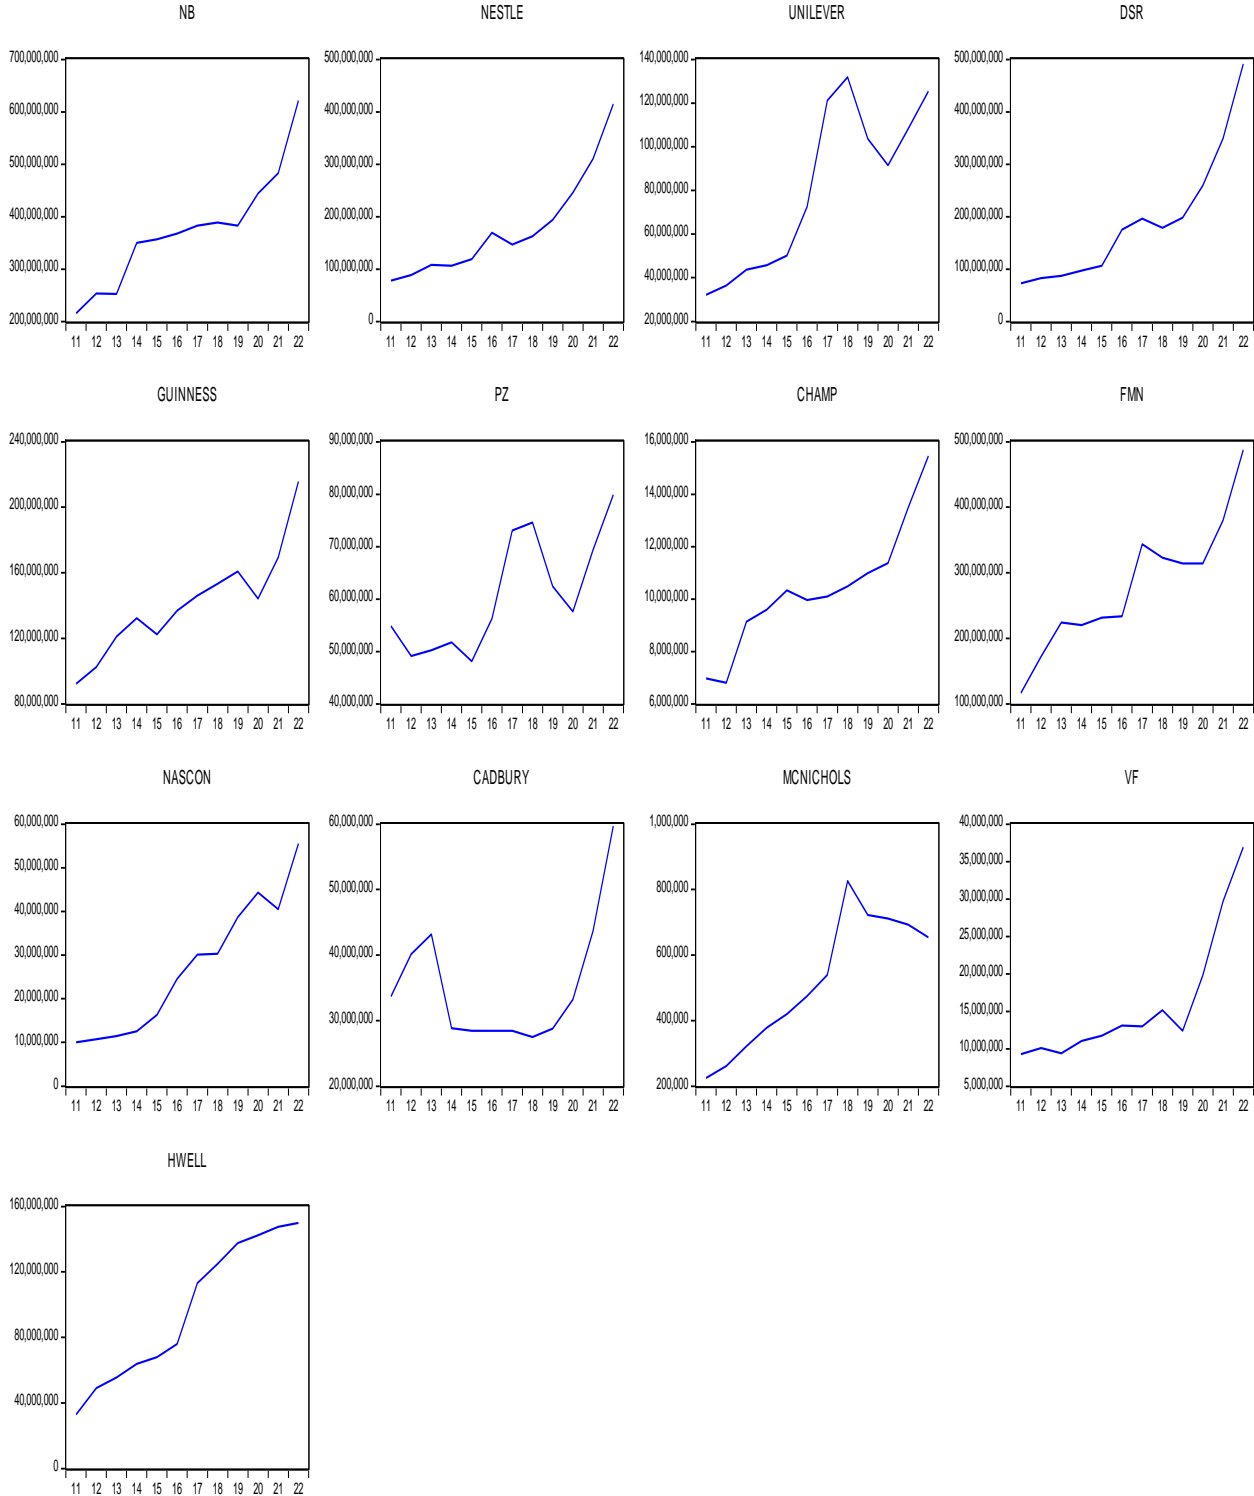 NB NESTLE UNILEVER DSR
700,000,000 500,000,000 140,000,000 500,000,000
600,000,000 400,000,000 120,000,000 400,000,000
500,000,000 300,000,000 100,000,000 300,000,000
400,000,000 200,000,000 80,000,000 200,000,000
300,000,000 100,000,000 60,000,000 100,000,000
200,000,000 0 40,000,000 0
20,000,000
11 12 13 14 15 16 17 18 19 20 21 22 11 12 13 14 15 16 17 18 19 20 21 22 11 12 13 14 15 16 17 18 19 20 21 22 11 12 13 14 15 16 17 18 19 20 21 22
GUINNESS PZ CHAMP FMN
240,000,000 90,000,000 16,000,000 500,000,000
200,000,000 80,000,000 14,000,000 400,000,000
160,000,000 70,000,000 12,000,000 300,000,000
120,000,000 60,000,000 10,000,000 200,000,000
80,000,000 50,000,000 8,000,000 100,000,000
40,000,000 6,000,000
11 12 13 14 15 16 17 18 19 20 21 22 11 12 13 14 15 16 17 18 19 20 21 22 11 12 13 14 15 16 17 18 19 20 21 22 11 12 13 14 15 16 17 18 19 20 21 22
NASCON CADBURY MCNICHOLS VF
60,000,000 60,000,000 1,000,000 40,000,000
50,000,000 50,000,000 800,000 35,000,000
40,000,000 40,000,000 600,000 30,000,000
30,000,000 30,000,000 400,000 25,000,000
20,000,000 20,000,000 200,000 20,000,000
10,000,000 15,000,000
0 10,000,000
5,000,000
11 12 13 14 15 16 17 18 19 20 21 22 11 12 13 14 15 16 17 18 19 20 21 22 11 12 13 14 15 16 17 18 19 20 21 22 11 12 13 14 15 16 17 18 19 20 21 22
HWELL
160,000,000
120,000,000
80,000,000
40,000,000
0
11 12 13 14 15 16 17 18 19 20 21 22